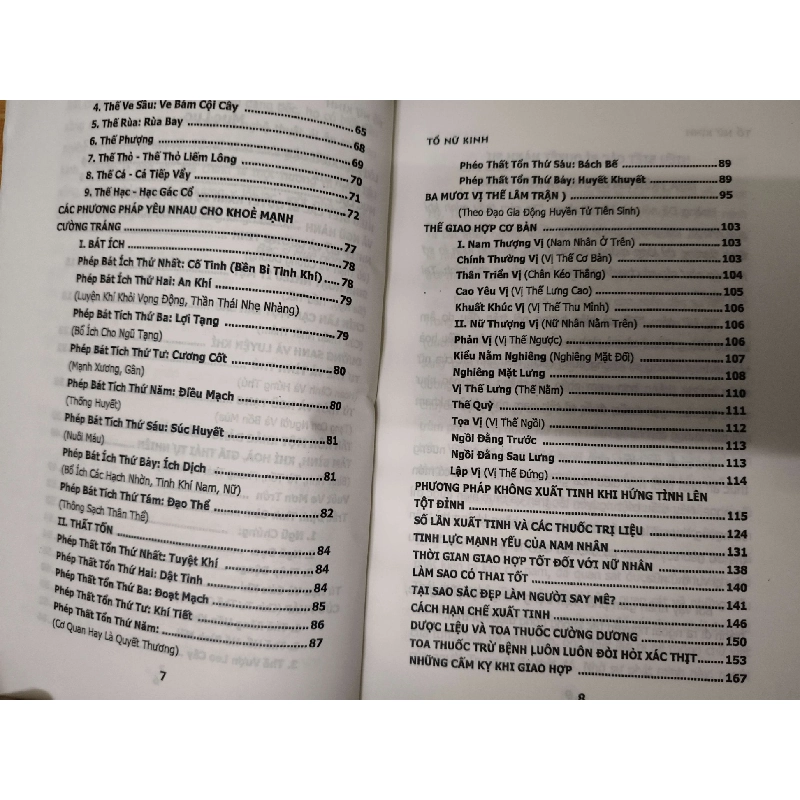 4. Thế Ve Sầu: Ve Bám Cội Cây ........ 65
5. Thế Rùa: Rùa Bay ........ 68
6. Thế Phượng ........ 69
7. Thế Thỏ - Thế Thỏ Liếm Lông ........ 70
8. Thế Cá - Cá Tiếp Vẩy ........ 71
9. Thế Hạc - Hạc Gác Cổ ........ 72
CÁC PHƯƠNG PHÁP YÊU NHAU CHO KHOẺ MẠNH
CƯỜNG TRÁNG ........ 77
I. BÁT ÍCH ........ 78
Phép Bát Ích Thứ Nhất: Cố Tinh (Bền Bỉ Tinh Khí) ........ 78
Phép Bát Ích Thứ Hai: An Khí ........ 79
(Luyện Khí Khỏi Vọng Động, Thần Thái Nhẹ Nhàng)
Phép Bát Tích Thứ Ba: Lợi Tạng ........ 79
(Bổ Ích Cho Ngũ Tạng)
Phép Bát Tích Thứ Tư: Cương Cốt ........ 80
(Mạnh Xương, Gân)
Phép Bát Tích Thứ Năm: Điều Mạch ........ 80
(Thông Huyết)
Phép Bát Tích Thứ Sáu: Súc Huyết ........ 81
(Nuôi Máu)
Phép Bát Ích Thứ Bảy: Ích Dịch ........ 81
(Bổ Ích Các Hạch Nhờn, Tinh Khí Nam, Nữ)
Phép Bát Tích Thứ Tám: Đạo Thể ........ 82
(Thông Sạch Thân Thể)
II. THẤT TỔN ........ 84
Phép Thất Tổn Thứ Nhất: Tuyệt Khí ........ 84
Phép Thất Tổn Thứ Hai: Dật Tinh ........ 84
Phép Thất Tổn Thứ Ba: Đoạt Mạch ........ 85
Phép Thất Tổn Thứ Tư: Khí Tiết ........ 86
Phép Thất Tổn Thứ Năm: ........ 87
(Cơ Quan Hay Là Quyết Thương)
7
TỐ NỮ KINH
Phéo Thất Tổn Thứ Sáu: Bách Bế ........ 89
Phép Thất Tổn Thứ Bảy: Huyết Khuyết ........ 89
BA MƯƠI VỊ THẾ LÂM TRẬN ) ........ 95
(Theo Đạo Gia Động Huyền Tử Tiên Sinh)
THẾ GIAO HỢP CƠ BẢN ........ 103
I. Nam Thượng Vị (Nam Nhân Ở Trên) ........ 103
Chính Thường Vị (Vị Thế Cơ Bản) ........ 103
Thân Triển Vị (Chân Kéo Thẳng) ........ 104
Cao Yêu Vị (Vị Thế Lưng Cao) ........ 105
Khuất Khúc Vị (Vị Thế Thu Mình) ........ 106
II. Nữ Thượng Vị (Nữ Nhân Nằm Trên) ........ 106
Phản Vị (Vị Thế Ngược) ........ 106
Kiểu Nằm Nghiêng (Nghiêng Mặt Đối) ........ 107
Nghiêng Mặt Lưng ........ 108
Vị Thế Lưng (Thế Nằm) ........ 110
Thế Quỳ ........ 111
Tọa Vị (Vị Thế Ngồi) ........ 112
Ngồi Đằng Trước ........ 113
Ngồi Đằng Sau Lưng ........ 113
Lập Vị (Vị Thế Đứng) ........ 114
PHƯƠNG PHÁP KHÔNG XUẤT TINH KHI HỨNG TÌNH LÊN
TỘT ĐỈNH ........ 115
SỐ LẦN XUẤT TINH VÀ CÁC THUỐC TRỊ LIỆU ........ 124
TINH LỰC MẠNH YẾU CỦA NAM NHÂN ........ 131
THỜI GIAN GIAO HỢP TỐT ĐỐI VỚI NỮ NHÂN ........ 138
LÀM SAO CÓ THAI TỐT ........ 140
TẠI SAO SẮC ĐẸP LÀM NGƯỜI SAY MÊ? ........ 141
CÁCH HẠN CHẾ XUẤT TINH ........ 146
DƯỢC LIỆU VÀ TOA THUỐC CƯỜNG DƯƠNG ........ 150
TOA THUỐC TRỪ BỆNH LUÔN LUÔN ĐÒI HỎI XÁC THỊT ........ 153
NHỮNG CẤM KỴ KHI GIAO HỢP ........ 167
8